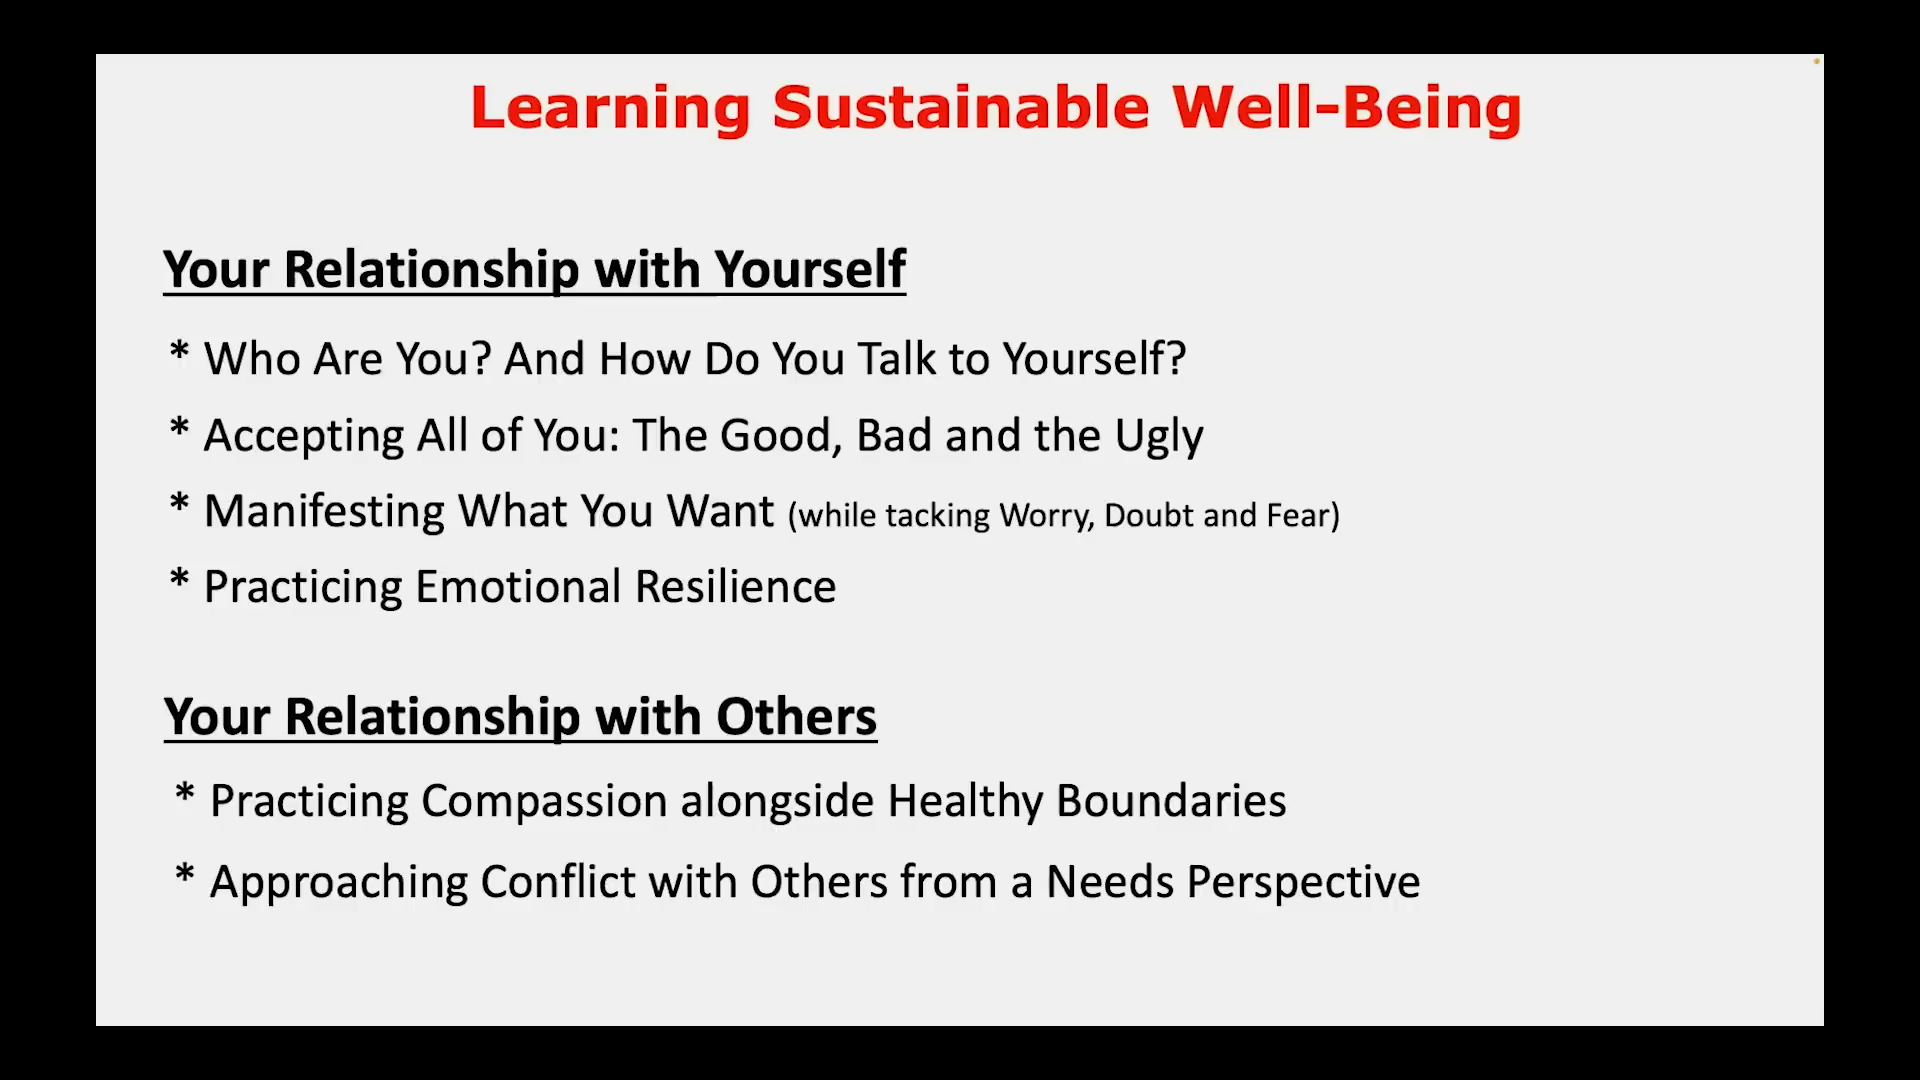 Learning Sustainable Well-Being
Your Relationship with Yourself
* Who Are You? And How Do You Talk to Yourself?
* Accepting All of You: The Good, Bad and the Ugly
* Manifesting What You Want (while tacking Worry, Doubt and Fear)
* Practicing Emotional Resilience
Your Relationship with Others
* Practicing Compassion alongside Healthy Boundaries
* Approaching Conflict with Others from a Needs Perspective